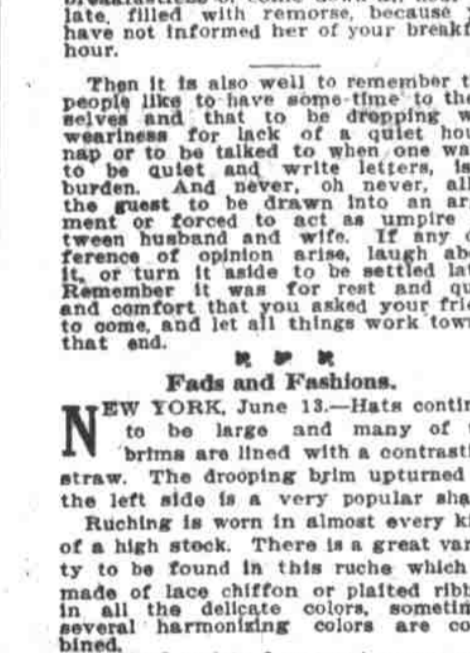 late, filled with remorse, because
have not informed her of your breakf
hour.
Then it is also well to remember t
people like to have some time to the
selves and that to be dropping w
weariness for lack of a quiet hou
nap or to be talked to when one wa
to be quiet and write letters, is
burden. And never, oh never, all
the guest to be drawn into an ar
ment or forced to act as umpire
tween husband and wife. If any d
ference of opinion arise, laugh ab
it, or turn it aside to be settled lat
Remember it was for rest and qu
and comfort that you asked your frie
to come, and let all things work tow
that end.
Fads and Fashions.
NEW YORK, June 13.—Hats contin
to be large and many of
brims are lined with a contrasti
straw. The drooping brim upturned
the left side is a very popular sha
Ruching is worn in almost every ki
of a high stock. There is a great var
ty to be found in this ruche which
made of lace chiffon or plaited ribb
in all the delicate colors, sometim
several harmonizing colors are co
bined.